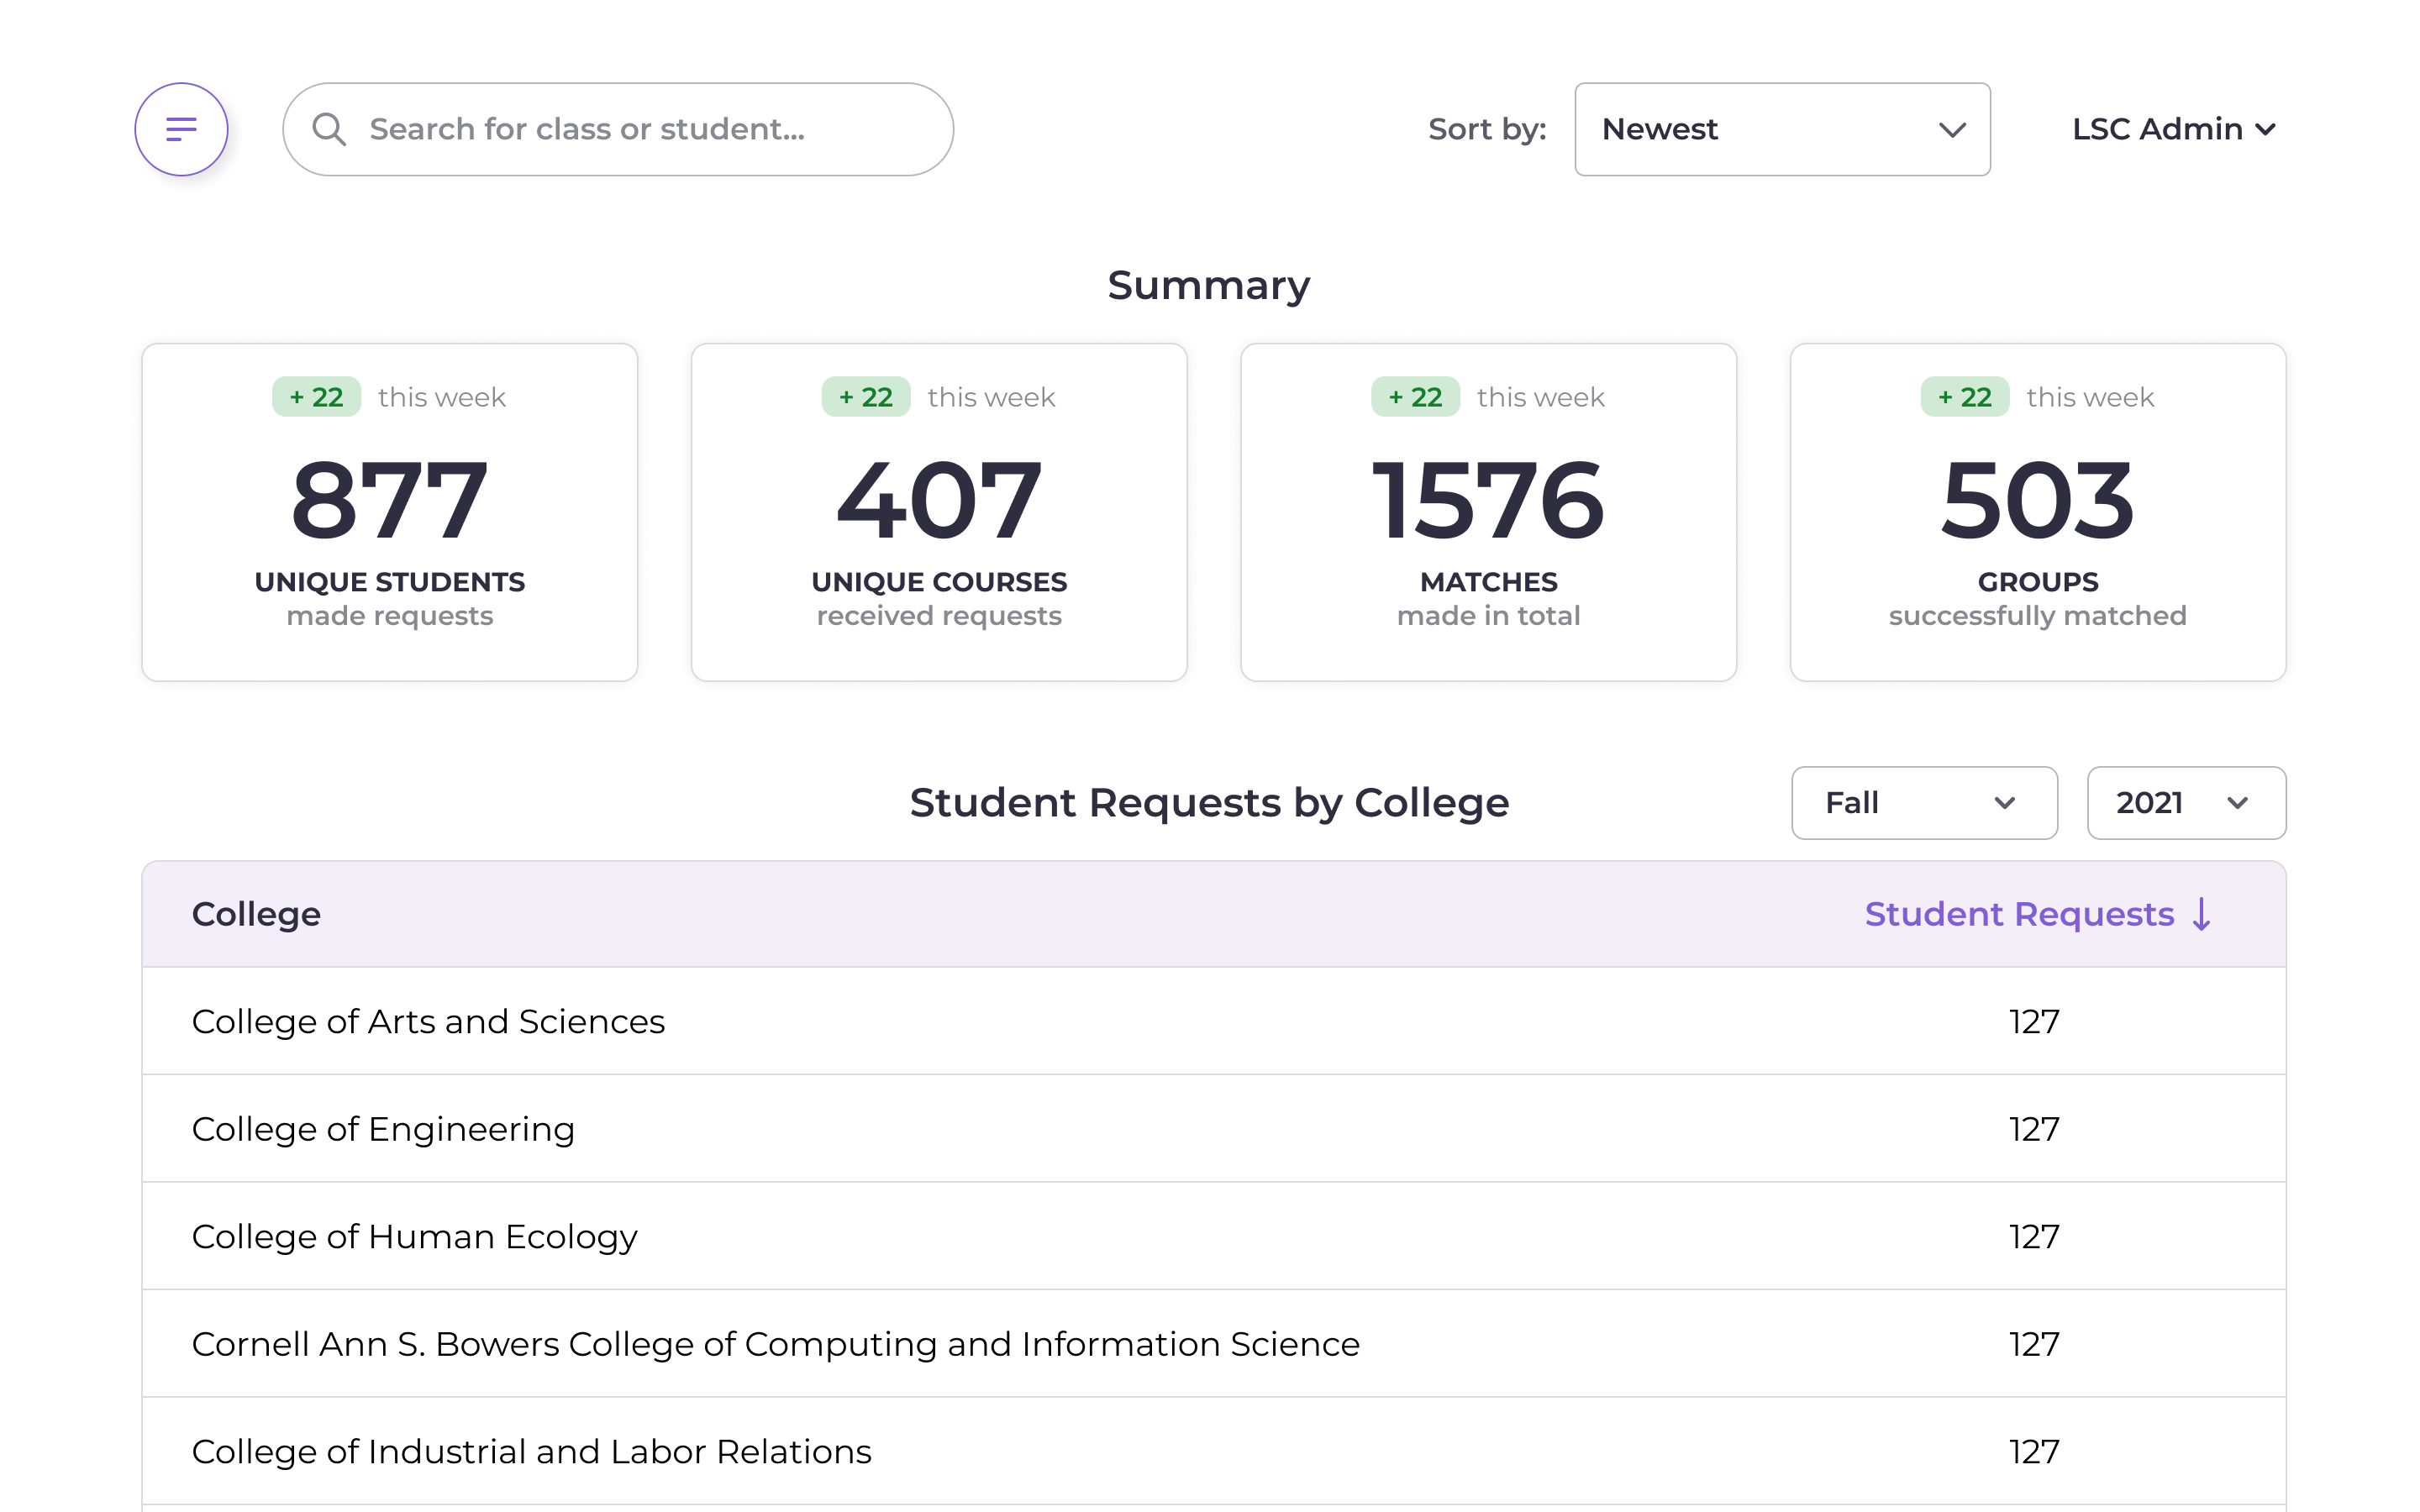 Search for class or student...
Sort by:
Newest
LSC Admin
Summary
+ 22 this week
877
UNIQUE STUDENTS
made requests
+ 22 this week
407
UNIQUE COURSES
received requests
+ 22 this week
1576
MATCHES
made in total
+ 22 this week
503
GROUPS
successfully matched
Student Requests by College
Fall
2021
College Student Requests ↓
College of Arts and Sciences 127
College of Engineering 127
College of Human Ecology 127
Cornell Ann S. Bowers College of Computing and Information Science 127
College of Industrial and Labor Relations 127